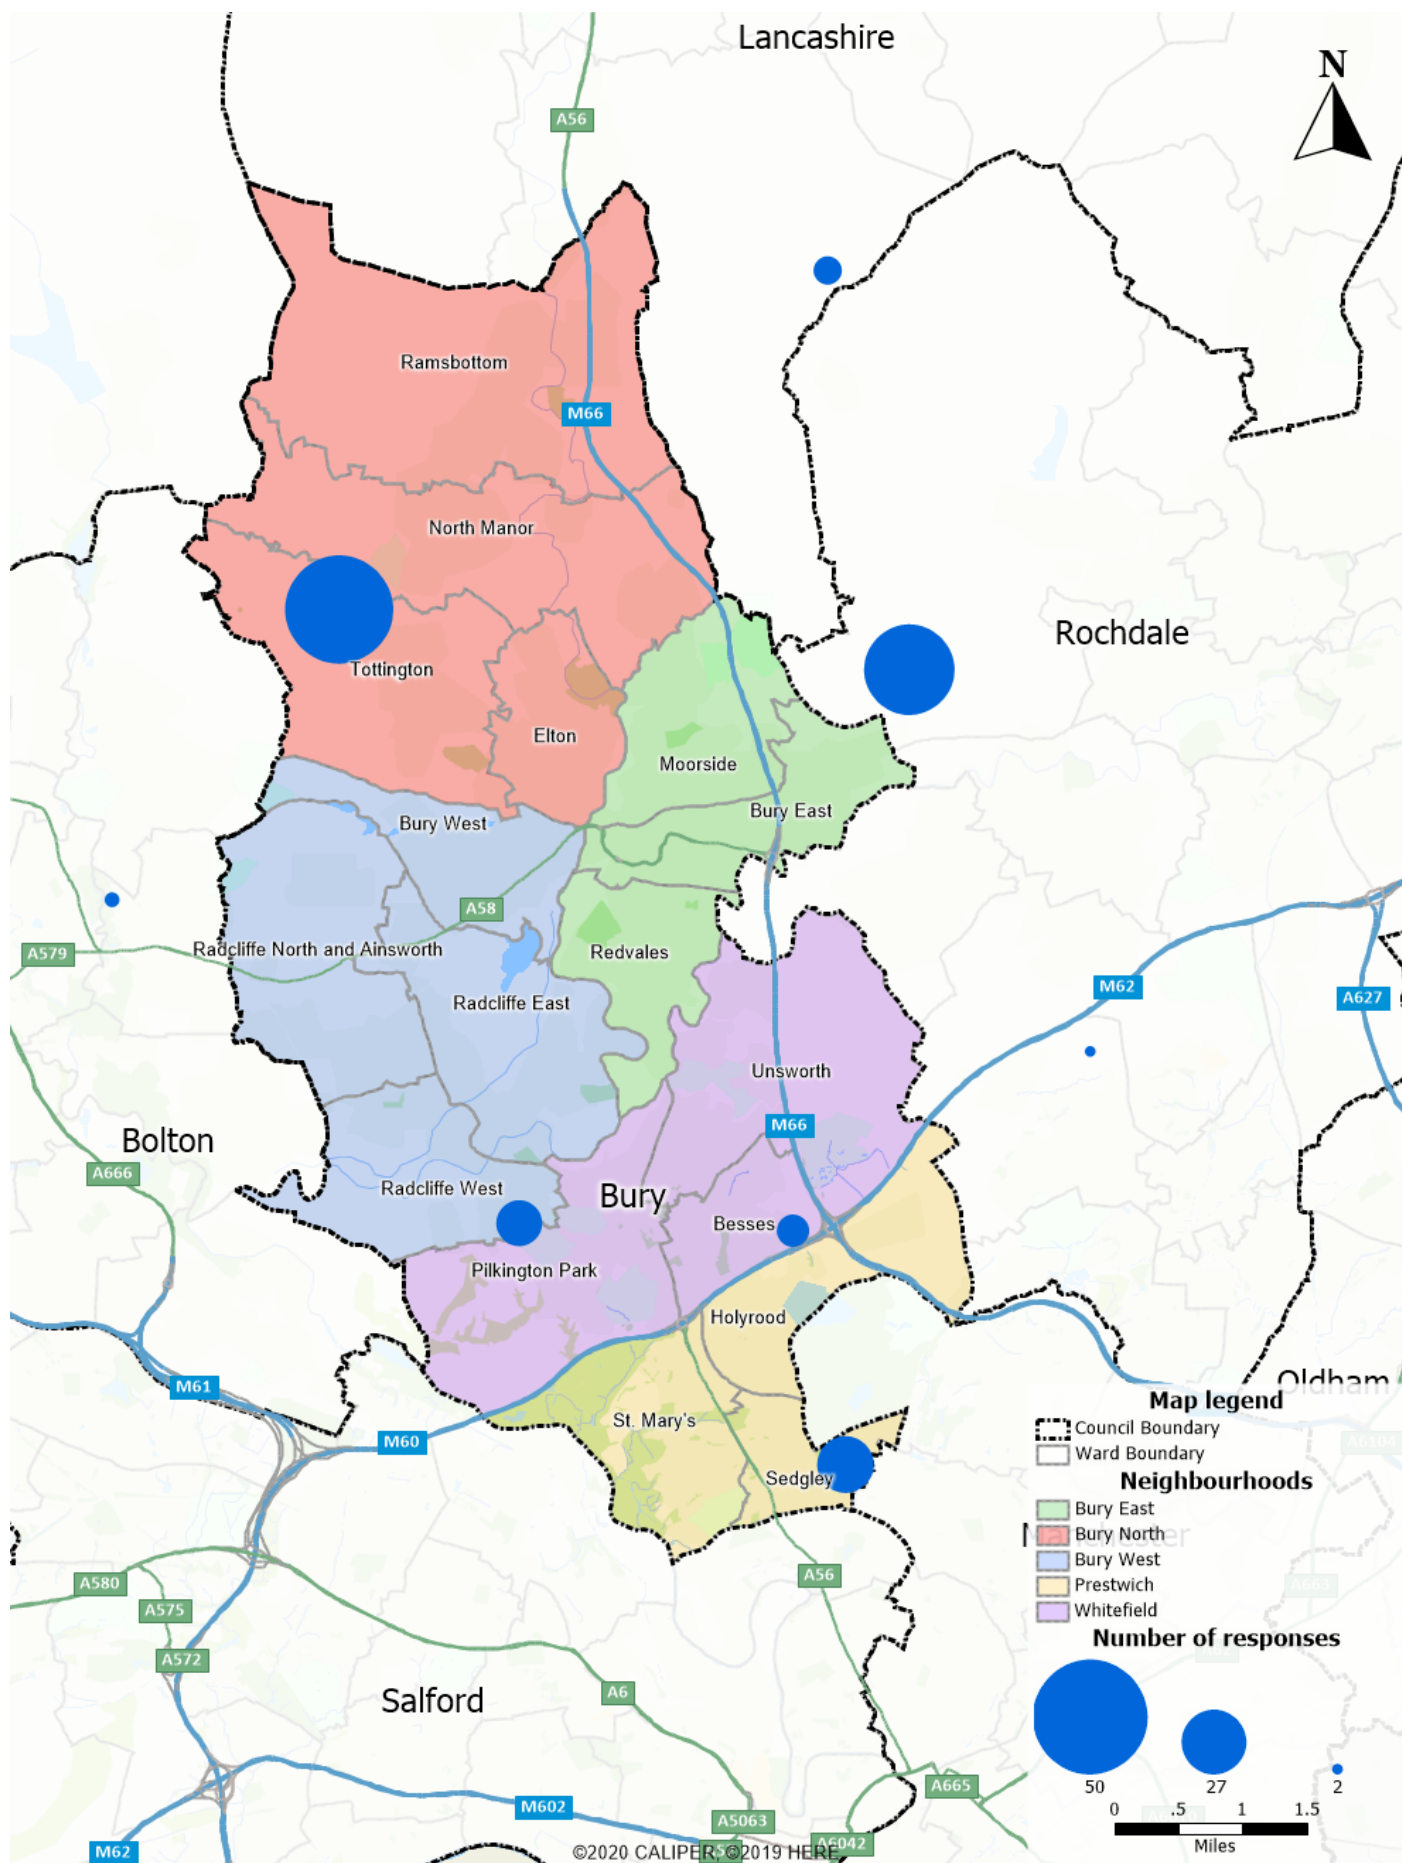 Lancashire
N
A56
Ramsbottom
M66
North Manor
Rochdale
Tottington
Elton
Moorside
Bury East
Bury West
A58
Radcliffe North and Ainsworth
A579
Redvales
Radcliffe East
M62
A627
Unsworth
M66
Bolton
A666
Radcliffe West
Bury
Besses
Pilkington Park
Holyrood
M61
Oldham
St. Mary's
M60
Sedgley
Map legend
Council Boundary
Ward Boundary
A6104
Neighbourhoods
Bury East
Bury North
Bury West
Prestwich
Whitefield
Manchester
A663
A56
A580
A575
A572
Number of responses
50
27
2
Salford
A6
A665
M602
A5063
A6042
M62
0 .5 1 1.5
Miles
©2020 CALIPER; ©2019 HERE